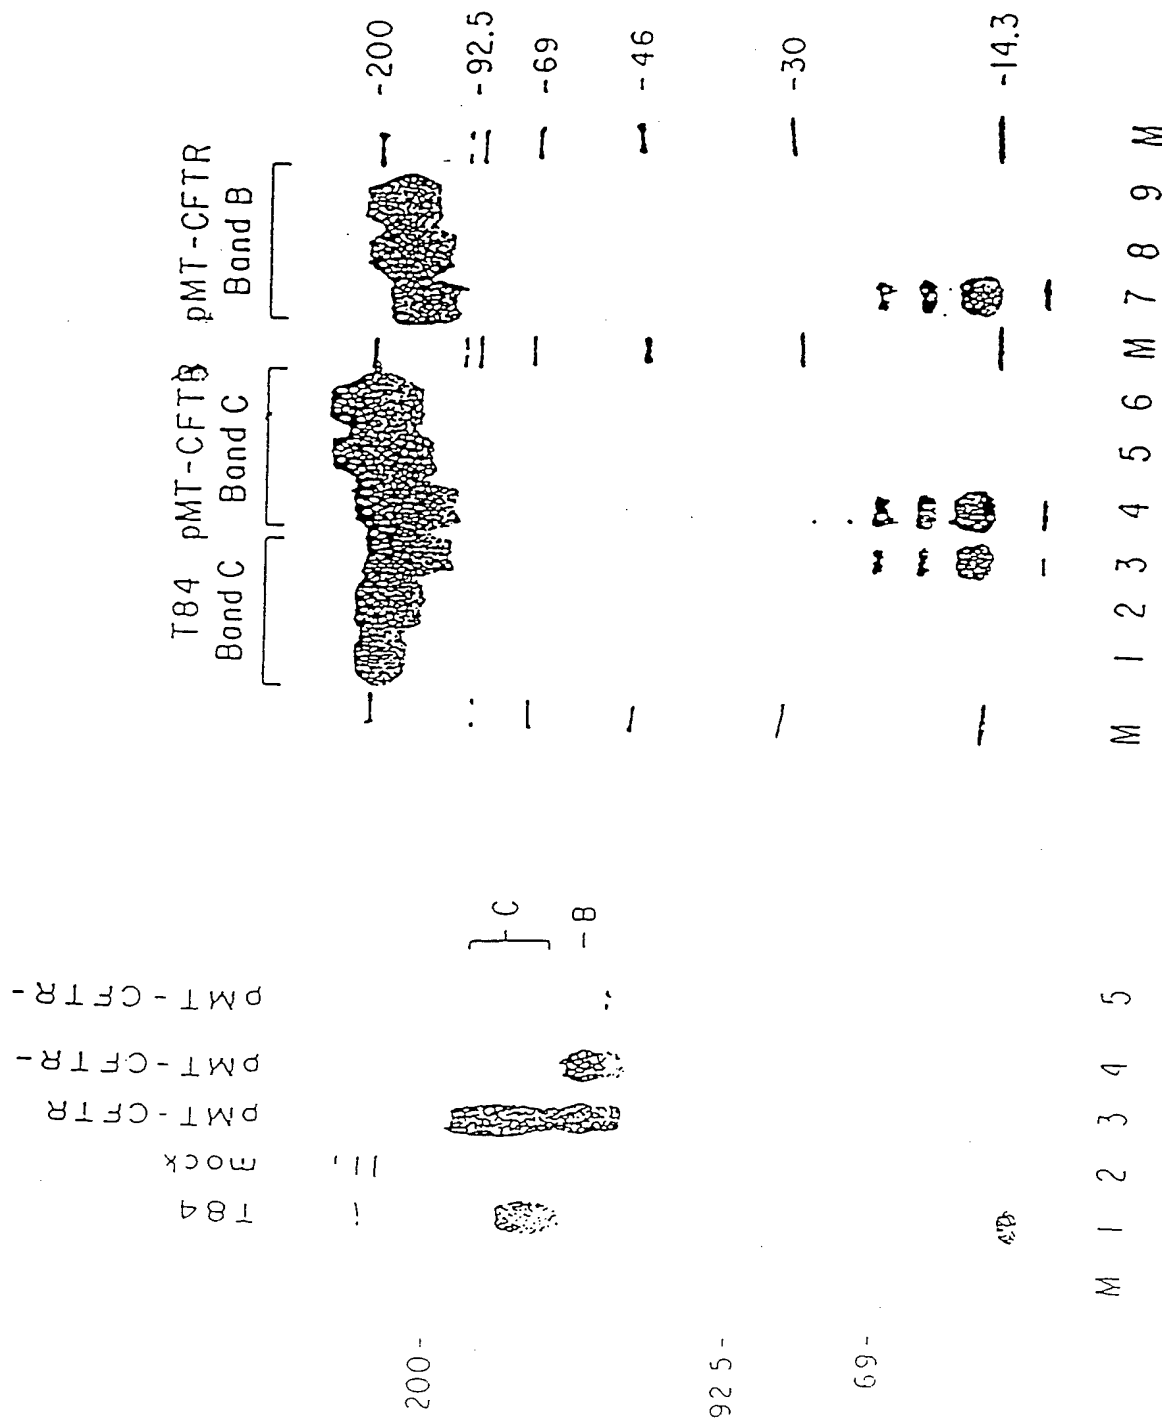 T84
Band C
pMT-CFTR
Band C
pMT-CFTR
Band B
-200
-92.5
-69
-46
-30
-14.3
M 1 2 3 4 5 6 M 7 8 9 M
T84
mock
pMT-CFTR
pMT-CFTR-
pMT-CFTR-
C
-B
200-
92 5-
69-
M 1 2 3 4 5